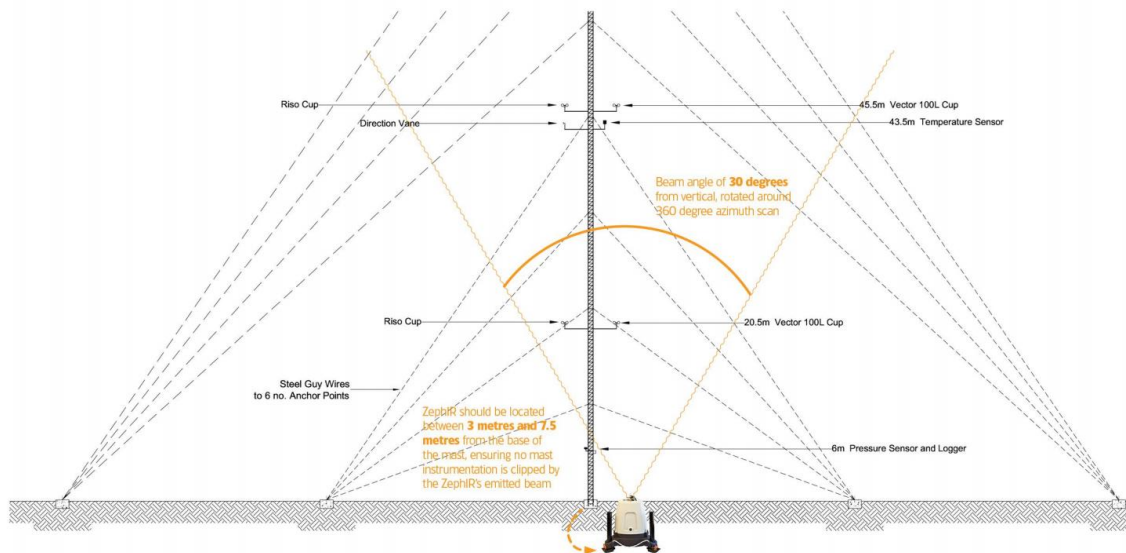 Riso Cup
45.5m Vector 100L Cup
Direction Vane
43.5m Temperature Sensor
Beam angle of 30 degrees
from vertical, rotated around
360 degree azimuth scan
Riso Cup
20.5m Vector 100L Cup
Steel Guy Wires
to 6 no. Anchor Points
ZephIR should be located
between 3 metres and 7.5
metres from the base of
the mast, ensuring no mast
instrumentation is clipped by
the ZephIR's emitted beam
6m Pressure Sensor and Logger